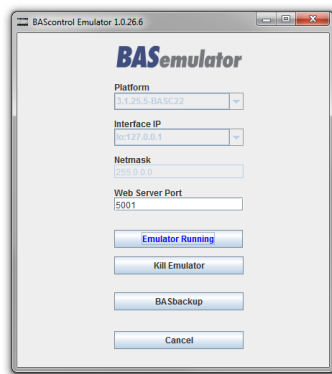 BAScontrol Emulator 1.0.26.6
BASemulator
Platform
3.1.25.5-BASC22
Interface IP
lo:127.0.0.1
Netmask
255.0.0.0
Web Server Port
5001
Emulator Running
Kill Emulator
BASbackup
Cancel